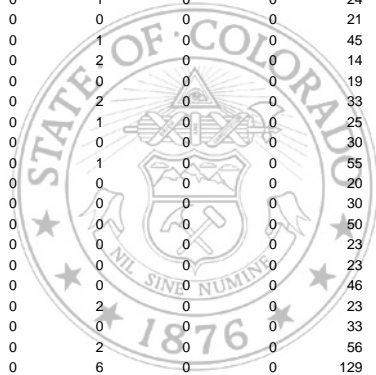 0 1 0 0 24
0 0 0 0 21
0 1 0 0 45
0 2 0 0 14
0 0 0 0 19
0 2 0 0 33
0 1 0 0 25
0 0 0 0 30
0 1 0 0 55
0 0 0 0 20
0 0 0 0 30
0 0 0 0 50
0 0 0 0 23
0 0 0 0 23
0 0 0 0 46
0 2 0 0 23
0 0 0 0 33
0 2 0 0 56
0 6 0 0 129
STATE OF COLORADO
NIL SINE NUMINE
1876